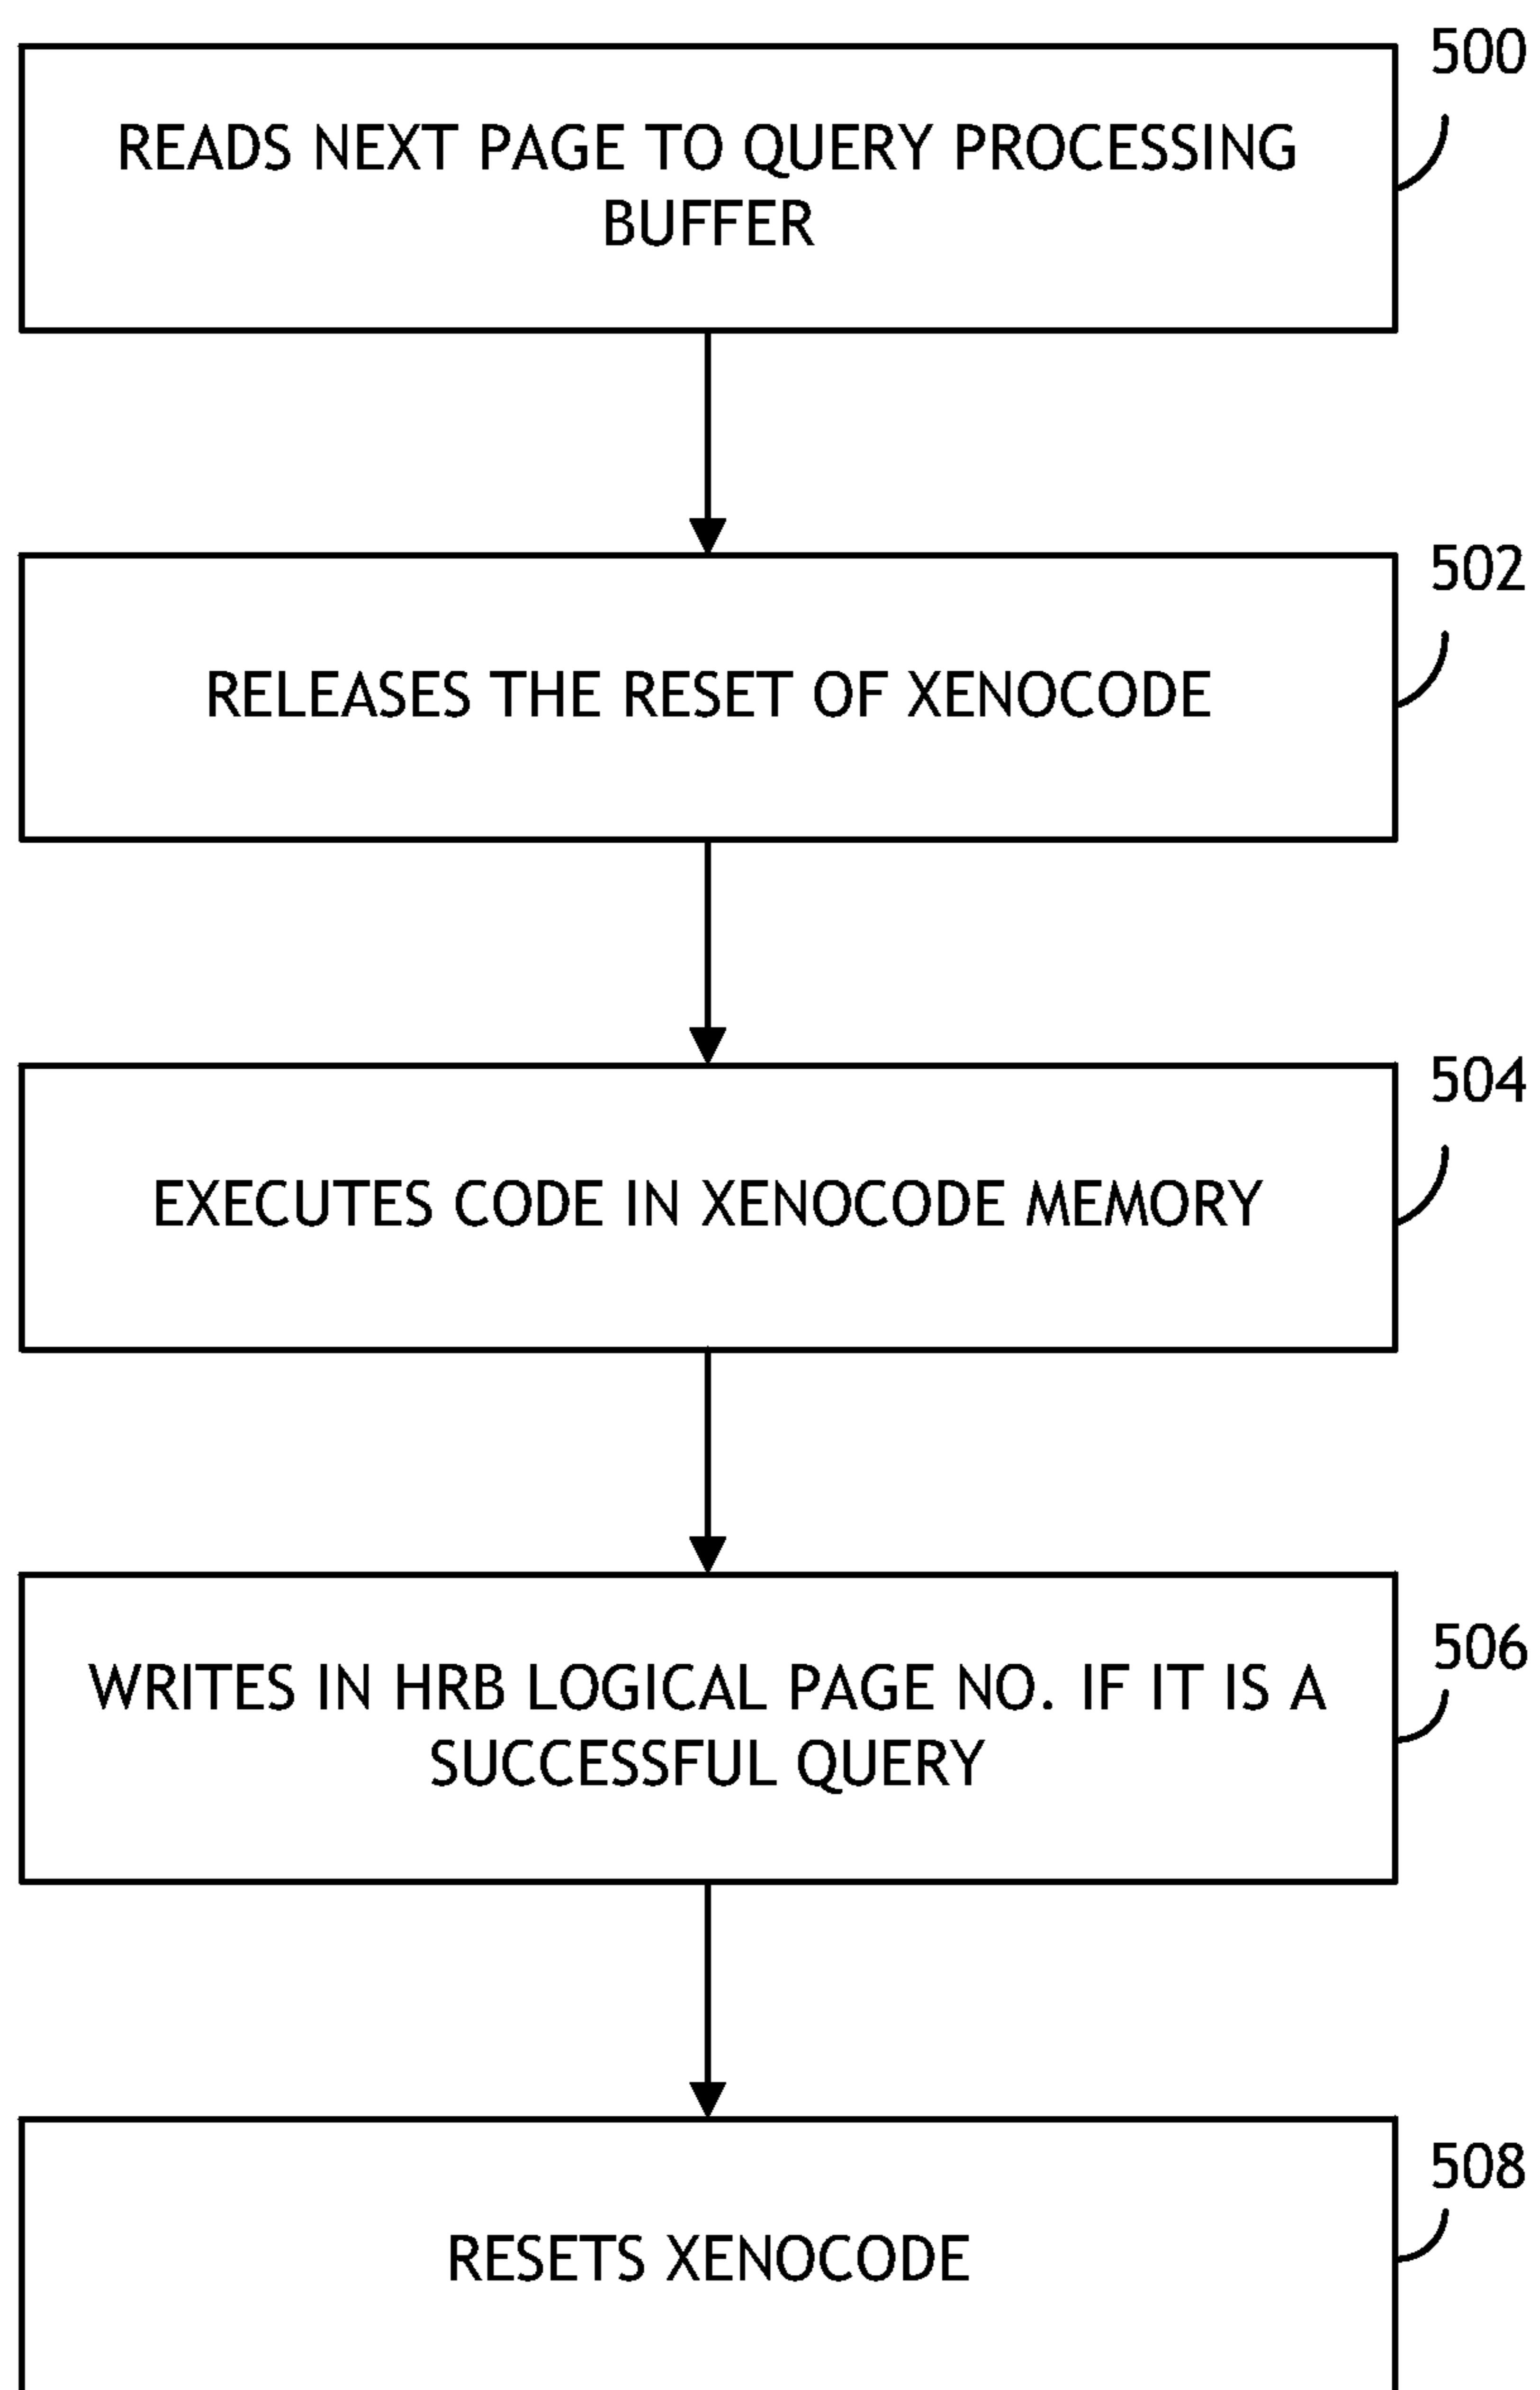 500
READS NEXT PAGE TO QUERY PROCESSING
BUFFER
502
RELEASES THE RESET OF XENOCODE
504
EXECUTES CODE IN XENOCODE MEMORY
506
WRITES IN HRB LOGICAL PAGE NO. IF IT IS A
SUCCESSFUL QUERY
508
RESETS XENOCODE